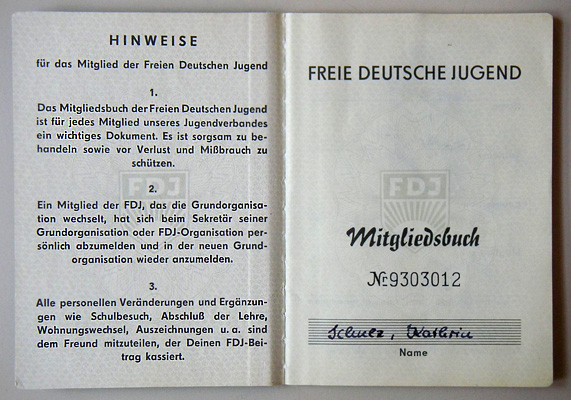 HINWEISE
für das Mitglied der Freien Deutschen Jugend
1.
Das Mitgliedsbuch der Freien Deutschen Jugend
ist für jedes Mitglied unseres Jugendverbandes
ein wichtiges Dokument. Es ist sorgsam zu be-
handeln sowie vor Verlust und Mißbrauch zu
schützen.
FDJ
2.
Ein Mitglied der FDJ, das die Grundorganisa-
tion wechselt, hat sich beim Sekretär seiner
Grundorganisation oder FDJ-Organisation per-
sönlich abzumelden und in der neuen Grund-
organisation wieder anzumelden.
3.
Alle personellen Veränderungen und Ergänzun-
gen wie Schulbesuch, Abschluß der Lehre,
Wohnungswechsel, Auszeichnungen u. a. sind
dem Freund mitzuteilen, der Deinen FDJ-Bei-
trag kassiert.
FREIE DEUTSCHE JUGEND
FDJ
Mitgliedsbuch
№ 9303012
Schulz, Kathrin
Name